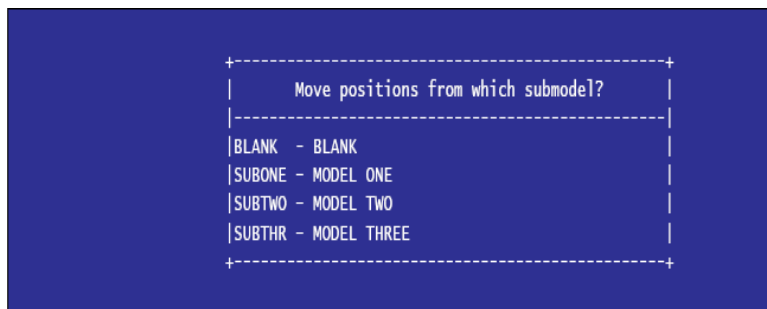 Move positions from which submodel?
BLANK - BLANK
SUBONE - MODEL ONE
SUBTWO - MODEL TWO
SUBTHR - MODEL THREE